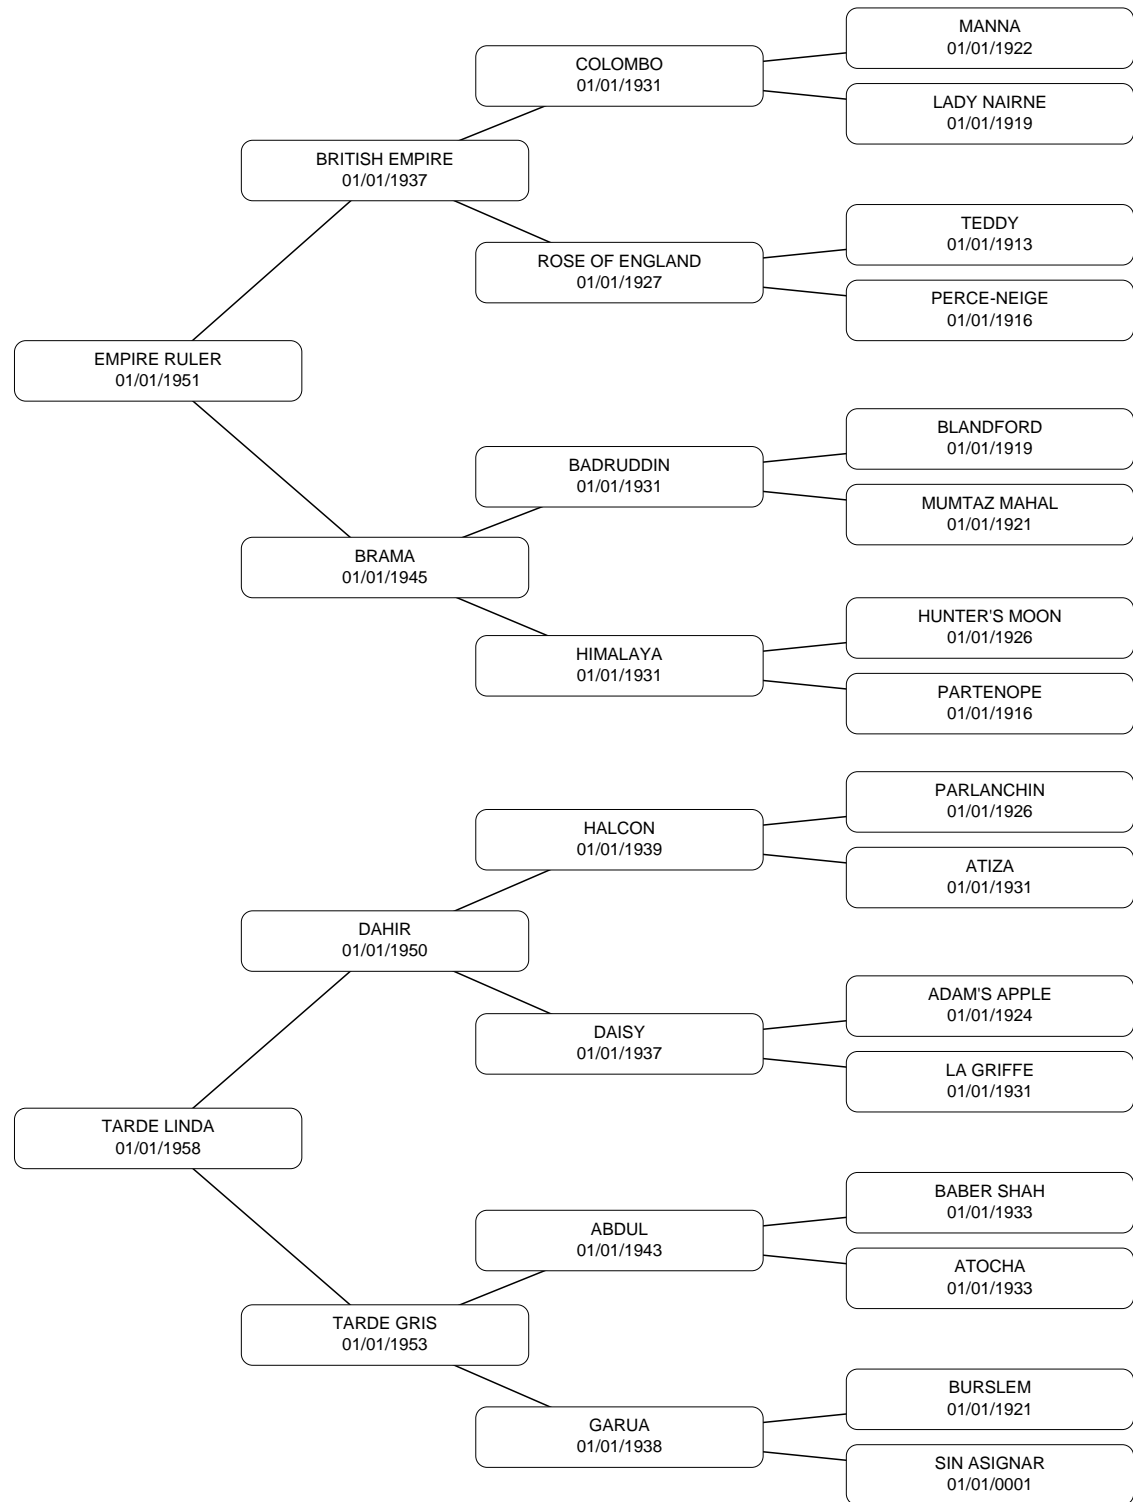 MANNA
01/01/1922
COLOMBO
01/01/1931
LADY NAIRNE
01/01/1919
BRITISH EMPIRE
01/01/1937
TEDDY
01/01/1913
ROSE OF ENGLAND
01/01/1927
PERCE-NEIGE
01/01/1916
EMPIRE RULER
01/01/1951
BLANDFORD
01/01/1919
BADRUDDIN
01/01/1931
MUMTAZ MAHAL
01/01/1921
BRAMA
01/01/1945
HUNTER'S MOON
01/01/1926
HIMALAYA
01/01/1931
PARTENOPE
01/01/1916
PARLANCHIN
01/01/1926
HALCON
01/01/1939
ATIZA
01/01/1931
DAHIR
01/01/1950
ADAM'S APPLE
01/01/1924
DAISY
01/01/1937
LA GRIFFE
01/01/1931
TARDE LINDA
01/01/1958
BABER SHAH
01/01/1933
ABDUL
01/01/1943
ATOCHA
01/01/1933
TARDE GRIS
01/01/1953
BURSLEM
01/01/1921
GARUA
01/01/1938
SIN ASIGNAR
01/01/0001